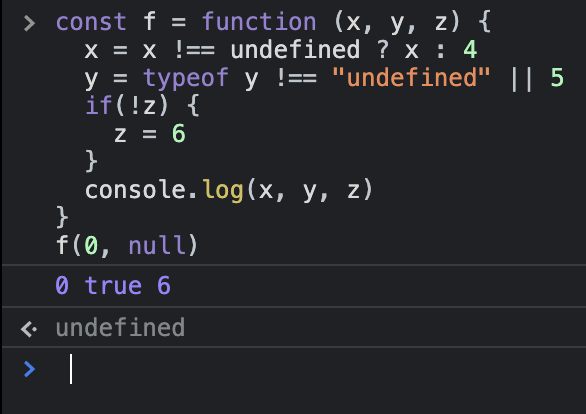 > const f = function (x, y, z) {
    x = x !== undefined ? x : 4
    y = typeof y !== "undefined" || 5
    if(!z) {
      z = 6
    }
    console.log(x, y, z)
  }
  f(0, null)
  0 true 6
< undefined
>